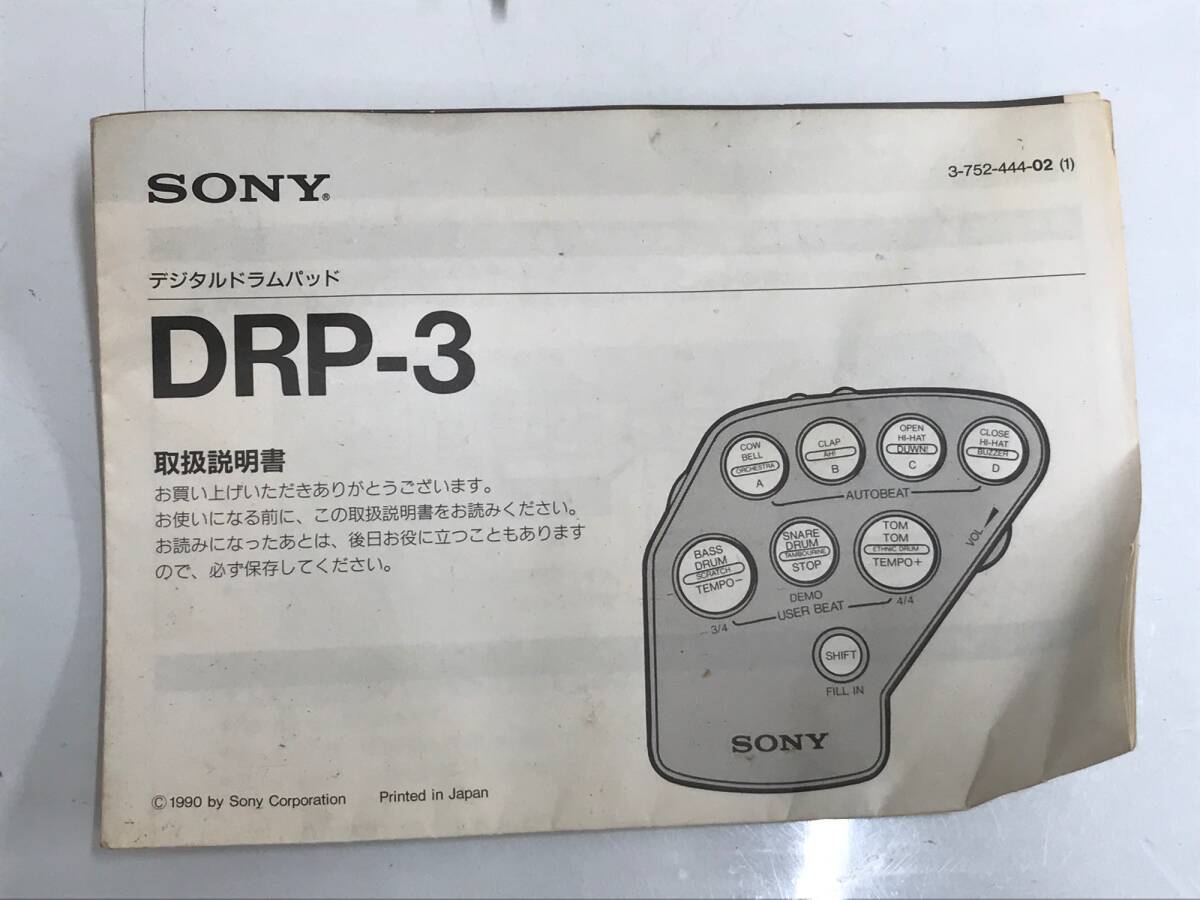 SONY®
3-752-444-02 (1)
デジタルドラムパッド
DRP-3
取扱説明書
お買い上げいただきありがとうございます。
お使いになる前に、この取扱説明書をお読みください。
お読みになったあとは、後日お役に立つこともあります
ので、必ず保存してください。
COW
BELL
ORCHESTRA
A
CLAP
AH!
B
OPEN
HI-HAT
DUWN!
C
CLOSE
HI-HAT
BUZZER
D
AUTOBEAT
BASS
DRUM
SCRATCH
TEMPO−
SNARE
DRUM
TAMBOURINE
STOP
TOM
TOM
ETHNIC DRUM
TEMPO+
VOL
DEMO
3/4
USER BEAT
4/4
SHIFT
FILL IN
SONY
©1990 by Sony Corporation
Printed in Japan